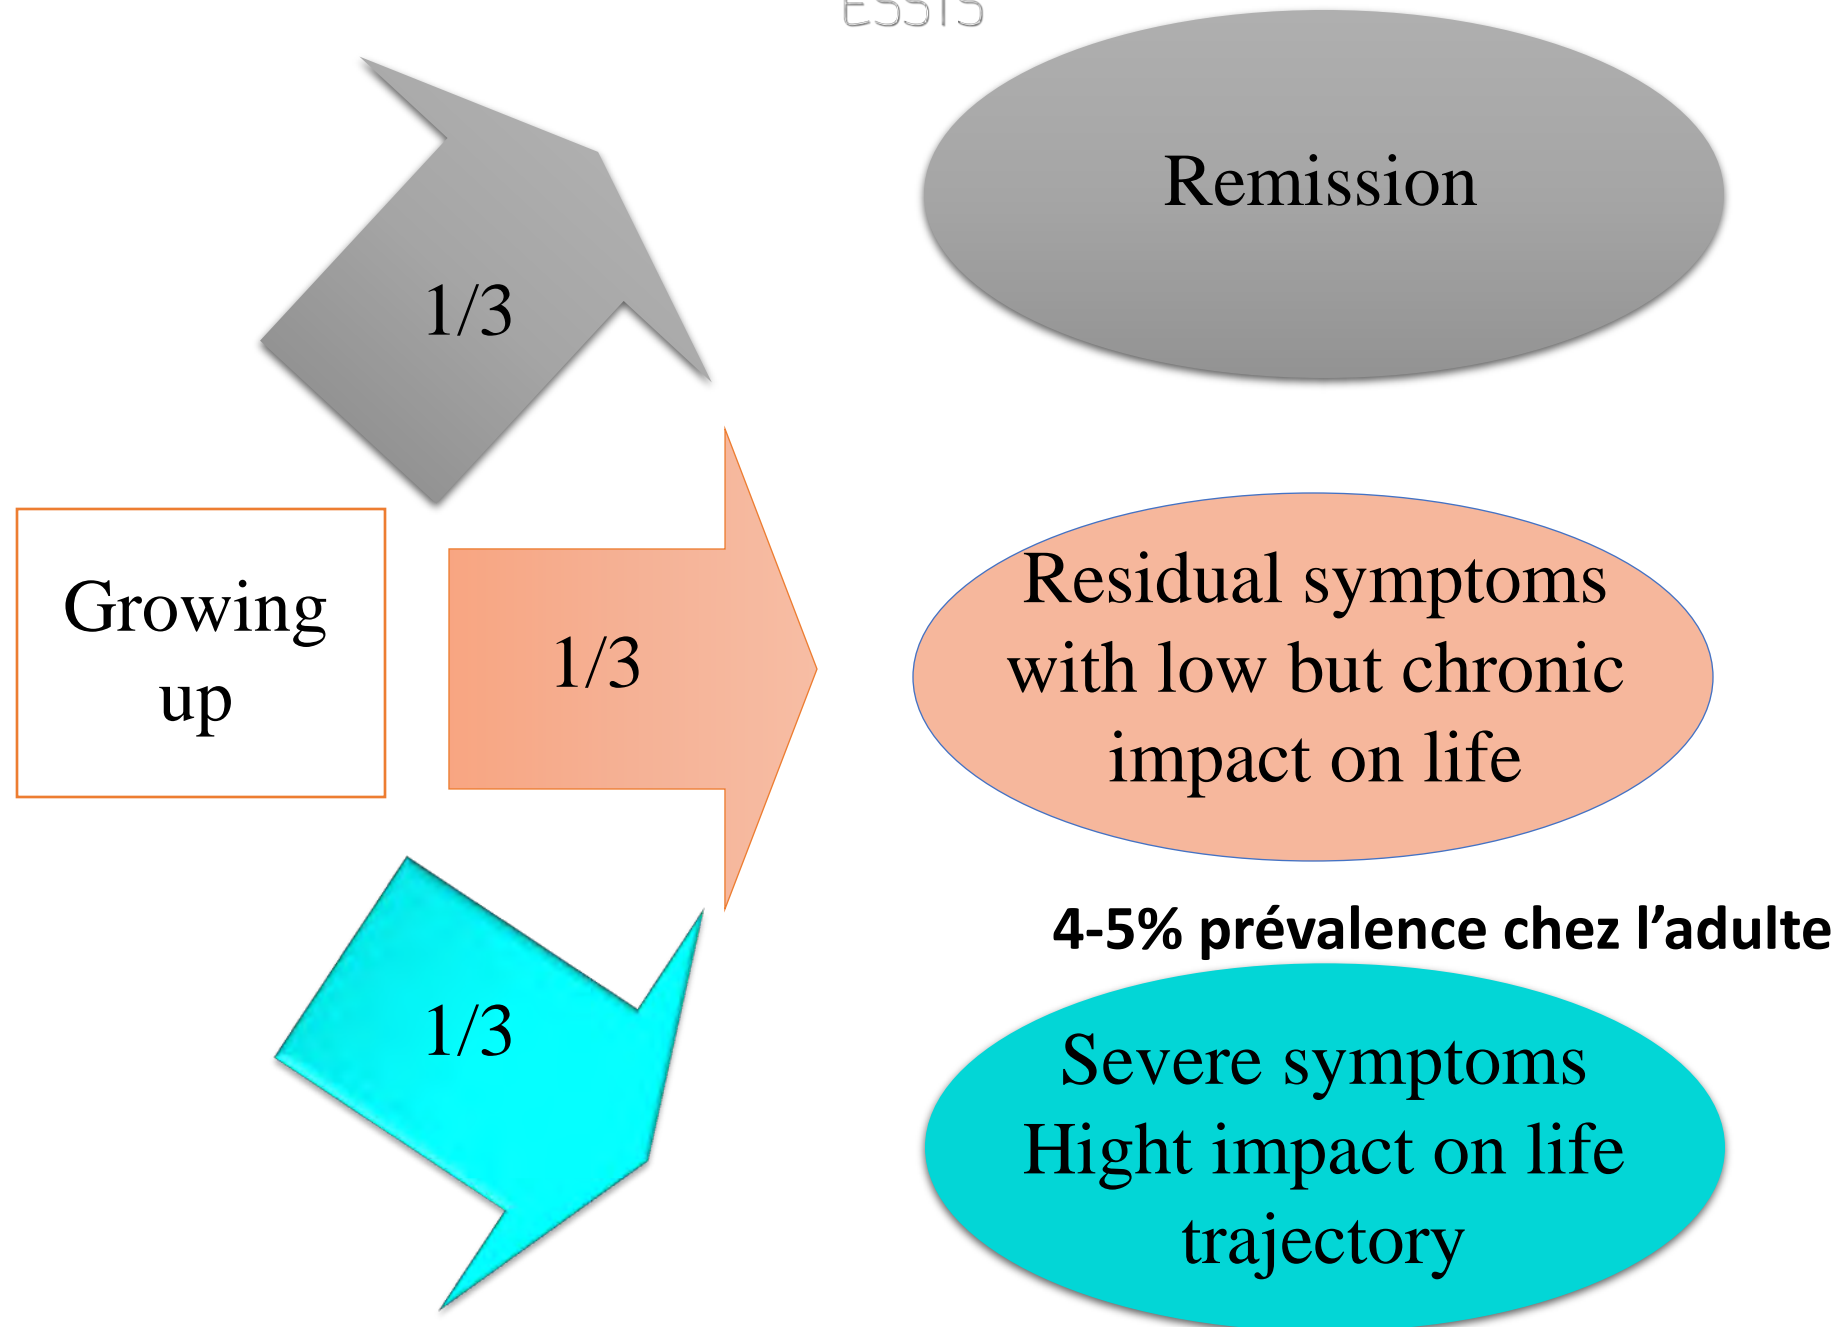 1/3
Remission
Growing
up
1/3
Residual symptoms
with low but chronic
impact on life
4-5% prévalence chez l’adulte
1/3
Severe symptoms
Hight impact on life
trajectory